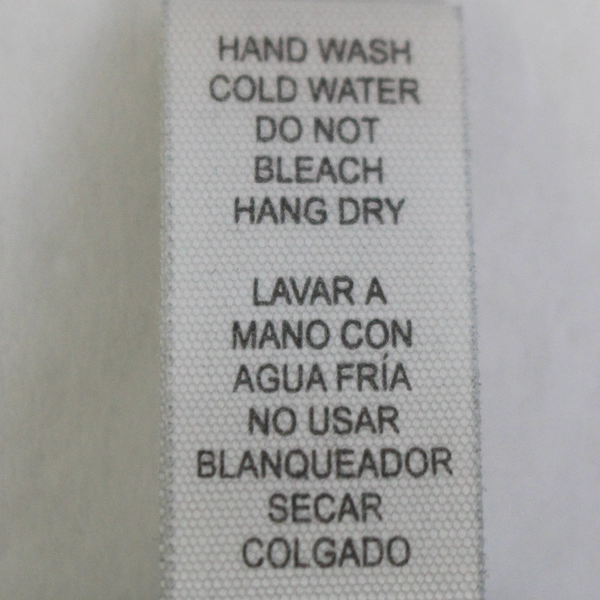 HAND WASH
COLD WATER
DO NOT
BLEACH
HANG DRY
LAVAR A
MANO CON
AGUA FRÍA
NO USAR
BLANQUEADOR
SECAR
COLGADO